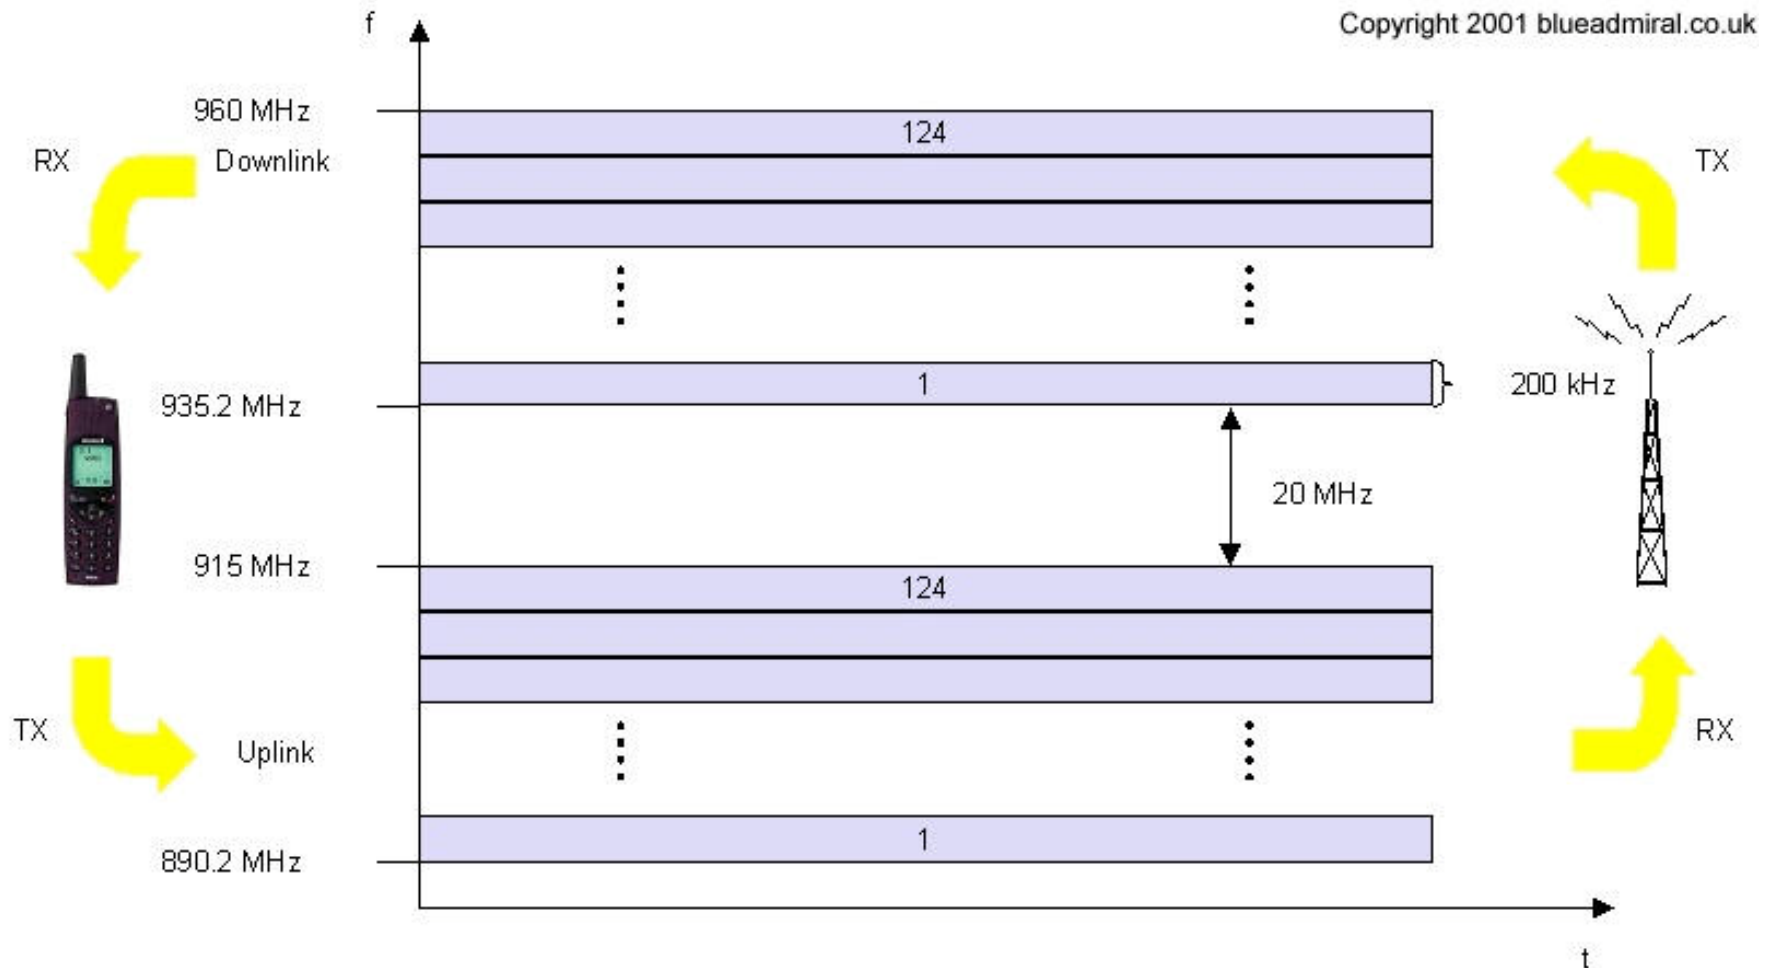 f
Copyright 2001 blueadmiral.co.uk
960 MHz
124
RX
Downlink
TX
1
200 kHz
935.2 MHz
20 MHz
915 MHz
124
TX
Uplink
RX
1
890.2 MHz
t